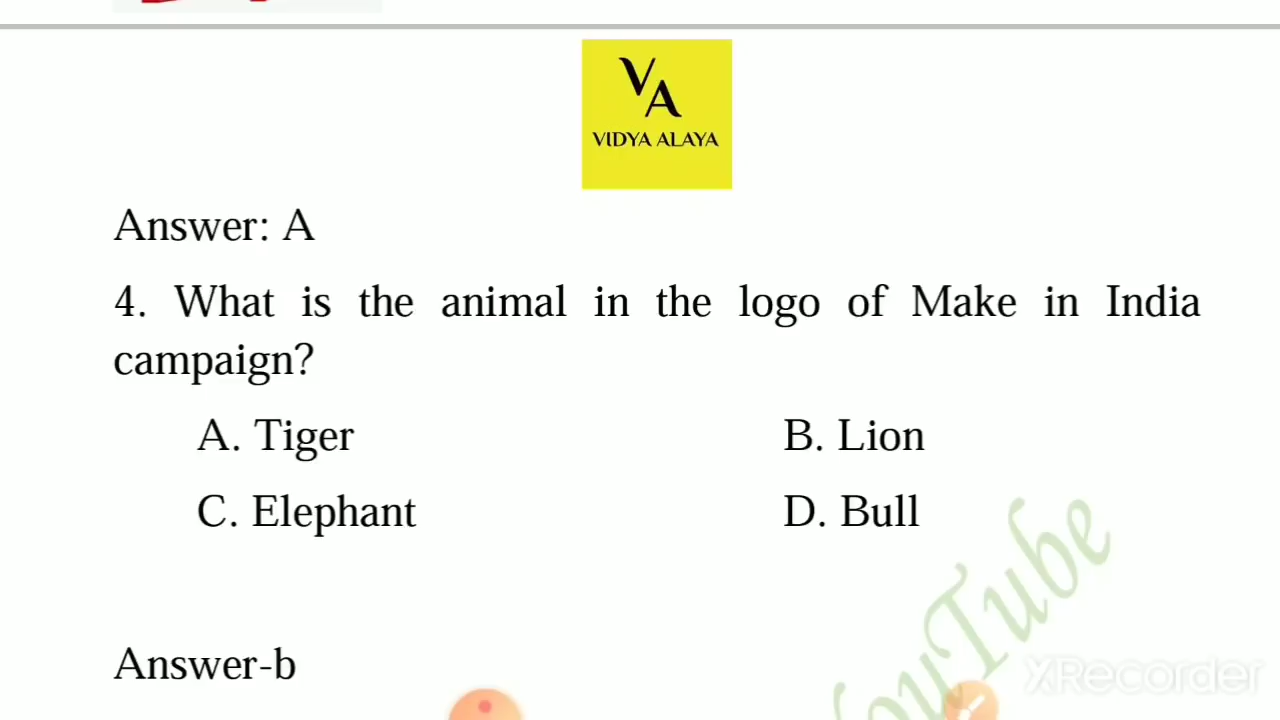 VA
VIDYA ALAYA
Answer: A
4. What is the animal in the logo of Make in India
campaign?
A. Tiger B. Lion
C. Elephant D. Bull
YouTube
Answer-b
XRecorder